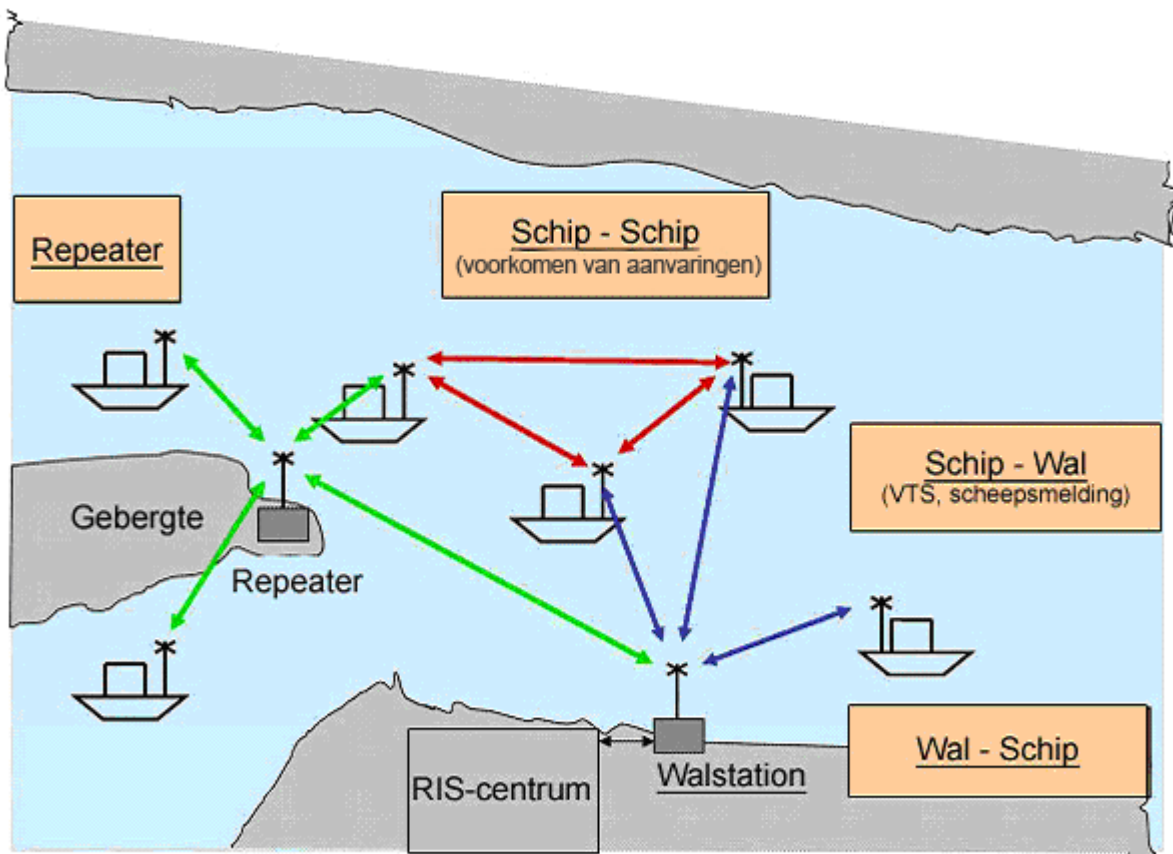 Repeater
Schip - Schip
(voorkomen van aanvaringen)
Schip - Wal
(VTS, scheepsmelding)
Gebergte
Repeater
RIS-centrum
Walstation
Wal - Schip